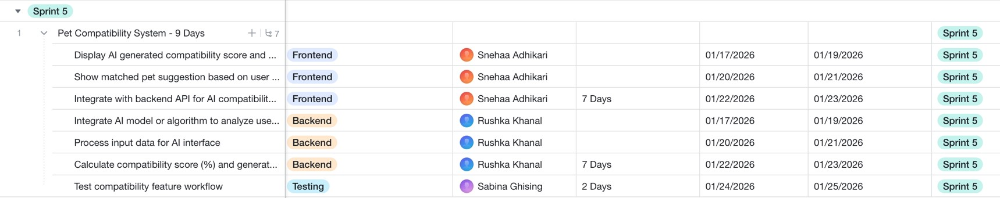 Sprint 5
1 Pet Compatibility System - 9 Days 7 Sprint 5
Display AI generated compatibility score and ... Frontend Snehaa Adhikari 01/17/2026 01/19/2026 Sprint 5
Show matched pet suggestion based on user ... Frontend Snehaa Adhikari 01/20/2026 01/21/2026 Sprint 5
Integrate with backend API for AI compatibilit... Frontend Snehaa Adhikari 7 Days 01/22/2026 01/23/2026 Sprint 5
Integrate AI model or algorithm to analyze use... Backend Rushka Khanal 01/17/2026 01/19/2026 Sprint 5
Process input data for AI interface Backend Rushka Khanal 01/20/2026 01/21/2026 Sprint 5
Calculate compatibility score (%) and generat... Backend Rushka Khanal 7 Days 01/22/2026 01/23/2026 Sprint 5
Test compatibility feature workflow Testing Sabina Ghising 2 Days 01/24/2026 01/25/2026 Sprint 5